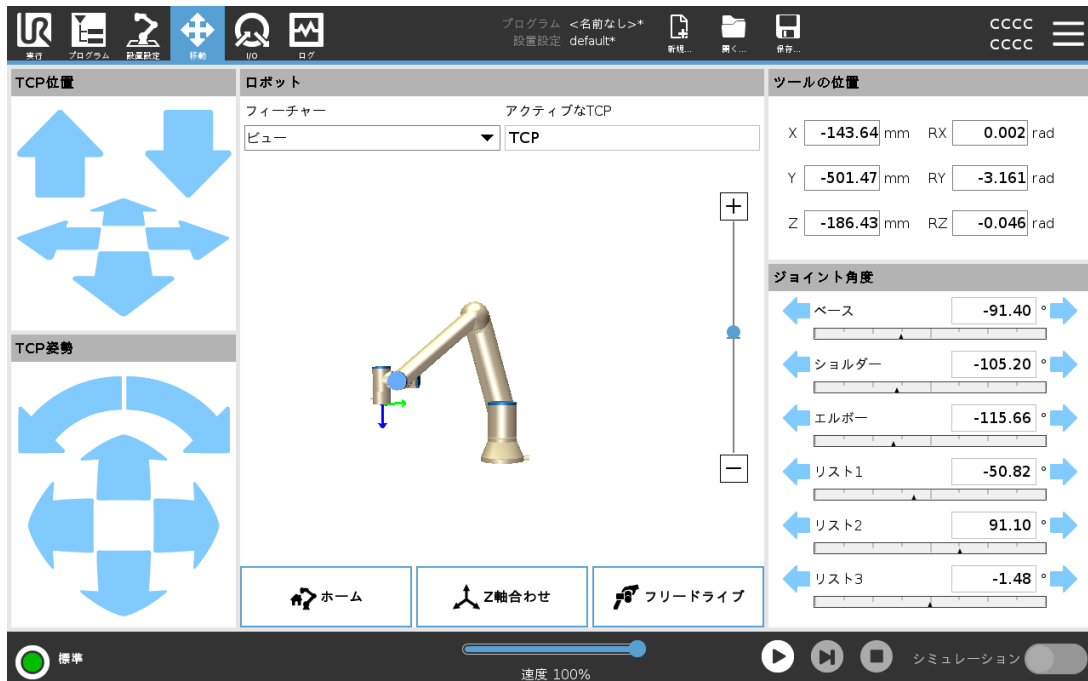 UR
実行
プログラム
設置設定
移動
I/O
ログ
プログラム <名前なし>*
設置設定 default*
新規...
開く...
保存...
CCCC
CCCC
TCP位置
TCP姿勢
ロボット
フィーチャー
アクティブなTCP
ビュー
TCP
+
−
ホーム
Z軸合わせ
フリードライブ
ツールの位置
X -143.64 mm RX 0.002 rad
Y -501.47 mm RY -3.161 rad
Z -186.43 mm RZ -0.046 rad
ジョイント角度
ベース -91.40 °
ショルダー -105.20 °
エルボー -115.66 °
リスト1 -50.82 °
リスト2 91.10 °
リスト3 -1.48 °
標準
速度 100%
シミュレーション